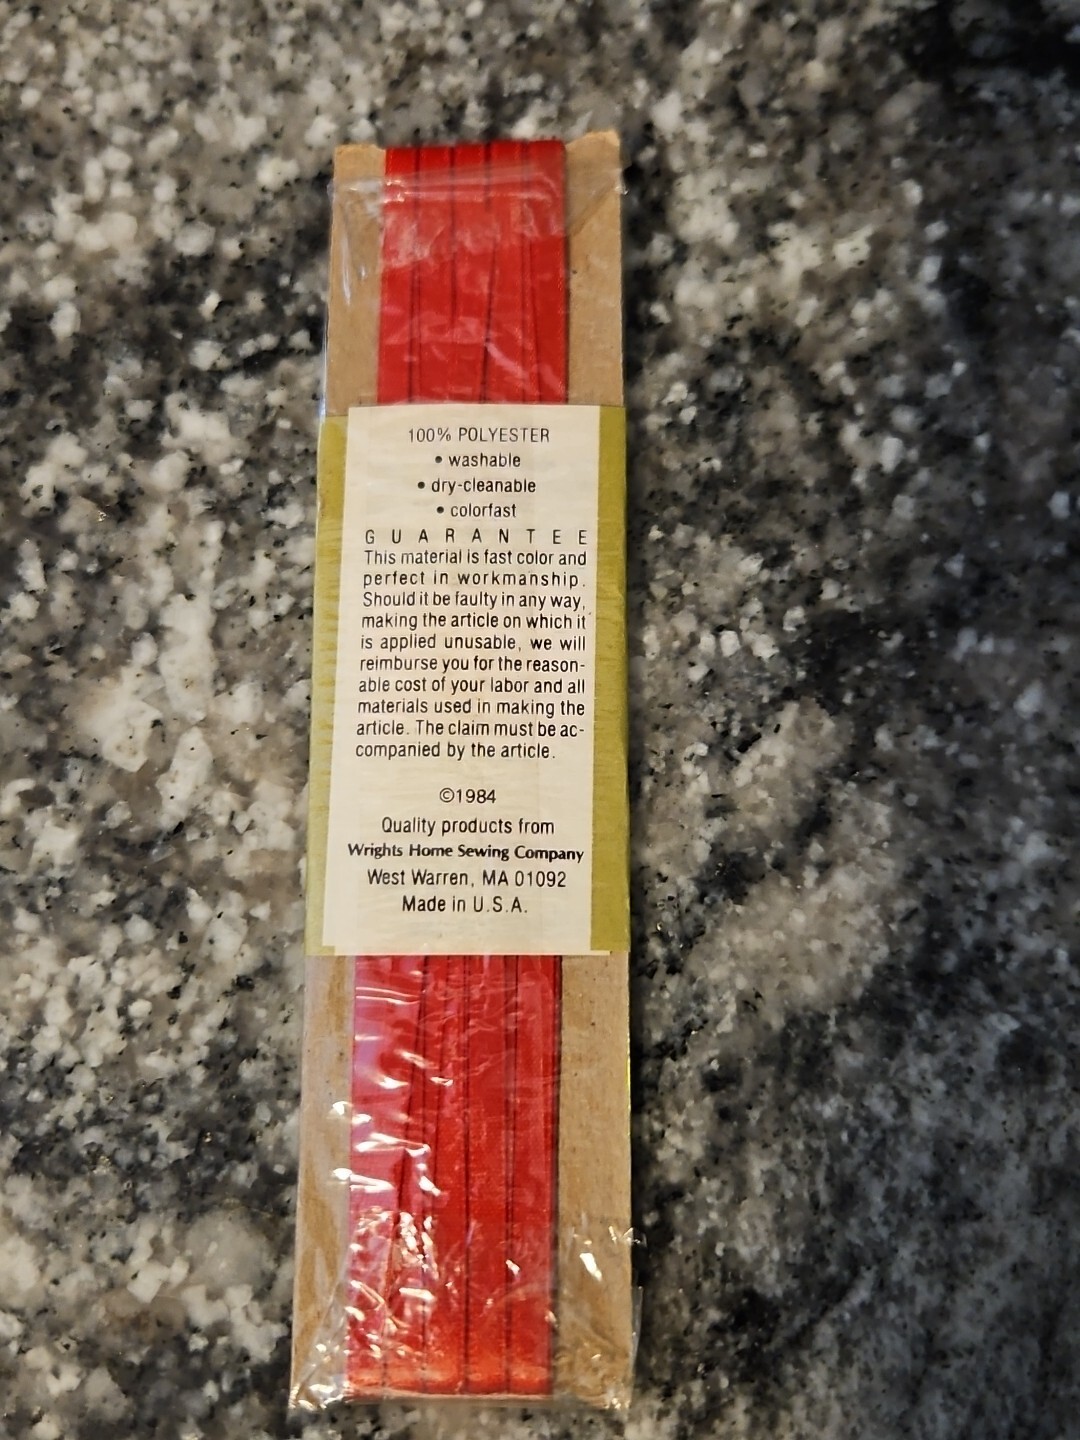 100% POLYESTER
• washable
• dry-cleanable
• colorfast
GUARANTEE
This material is fast color and
perfect in workmanship.
Should it be faulty in any way,
making the article on which it
is applied unusable, we will
reimburse you for the reason-
able cost of your labor and all
materials used in making the
article. The claim must be ac-
companied by the article.
©1984
Quality products from
Wrights Home Sewing Company
West Warren, MA 01092
Made in U.S.A.